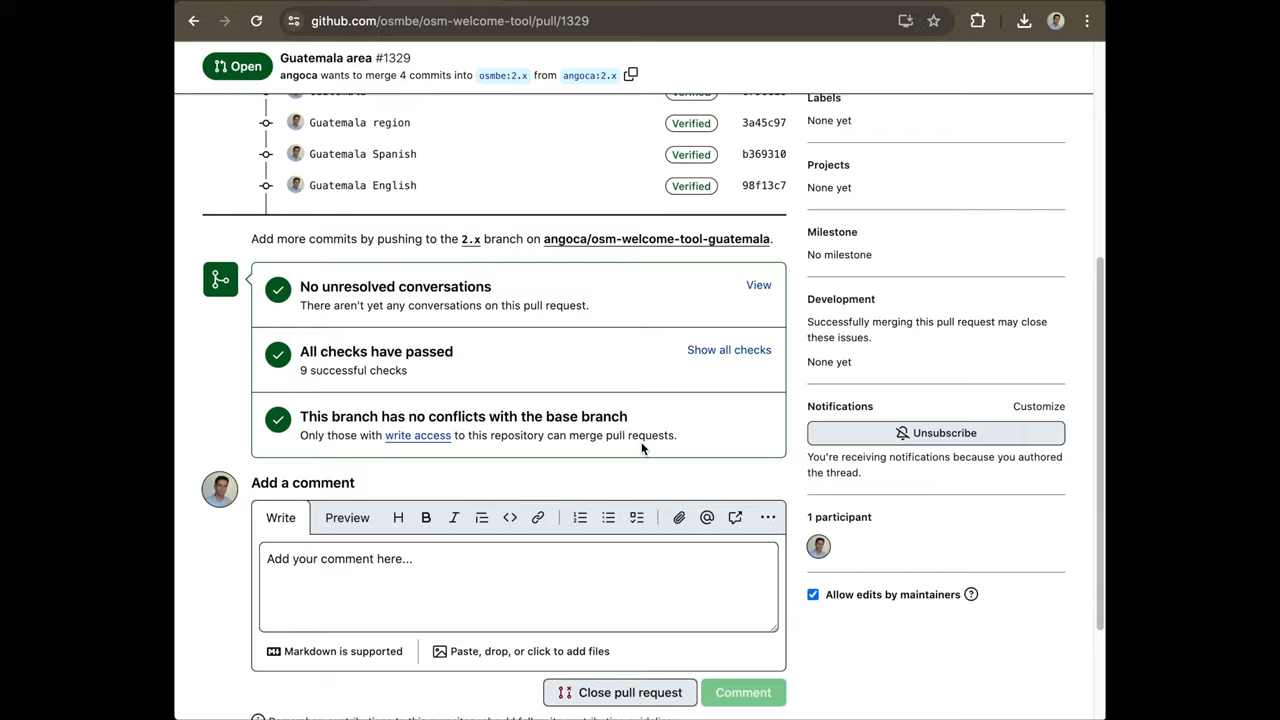 github.com/osmbe/osm-welcome-tool/pull/1329
Open
Guatemala area #1329
angoca wants to merge 4 commits into osmbe:2.x from angoca:2.x
Labels
None yet
Guatemala region Verified 3a45c97
Guatemala Spanish Verified b369310
Projects
None yet
Guatemala English Verified 98f13c7
Milestone
No milestone
Add more commits by pushing to the 2.x branch on angoca/osm-welcome-tool-guatemala.
No unresolved conversations View
There aren't yet any conversations on this pull request.
Development
Successfully merging this pull request may close
these issues.
None yet
All checks have passed Show all checks
9 successful checks
This branch has no conflicts with the base branch
Only those with write access to this repository can merge pull requests.
Notifications Customize
Unsubscribe
You're receiving notifications because you authored
the thread.
Add a comment
Write Preview
Add your comment here...
1 participant
Allow edits by maintainers
Markdown is supported Paste, drop, or click to add files
Close pull request Comment